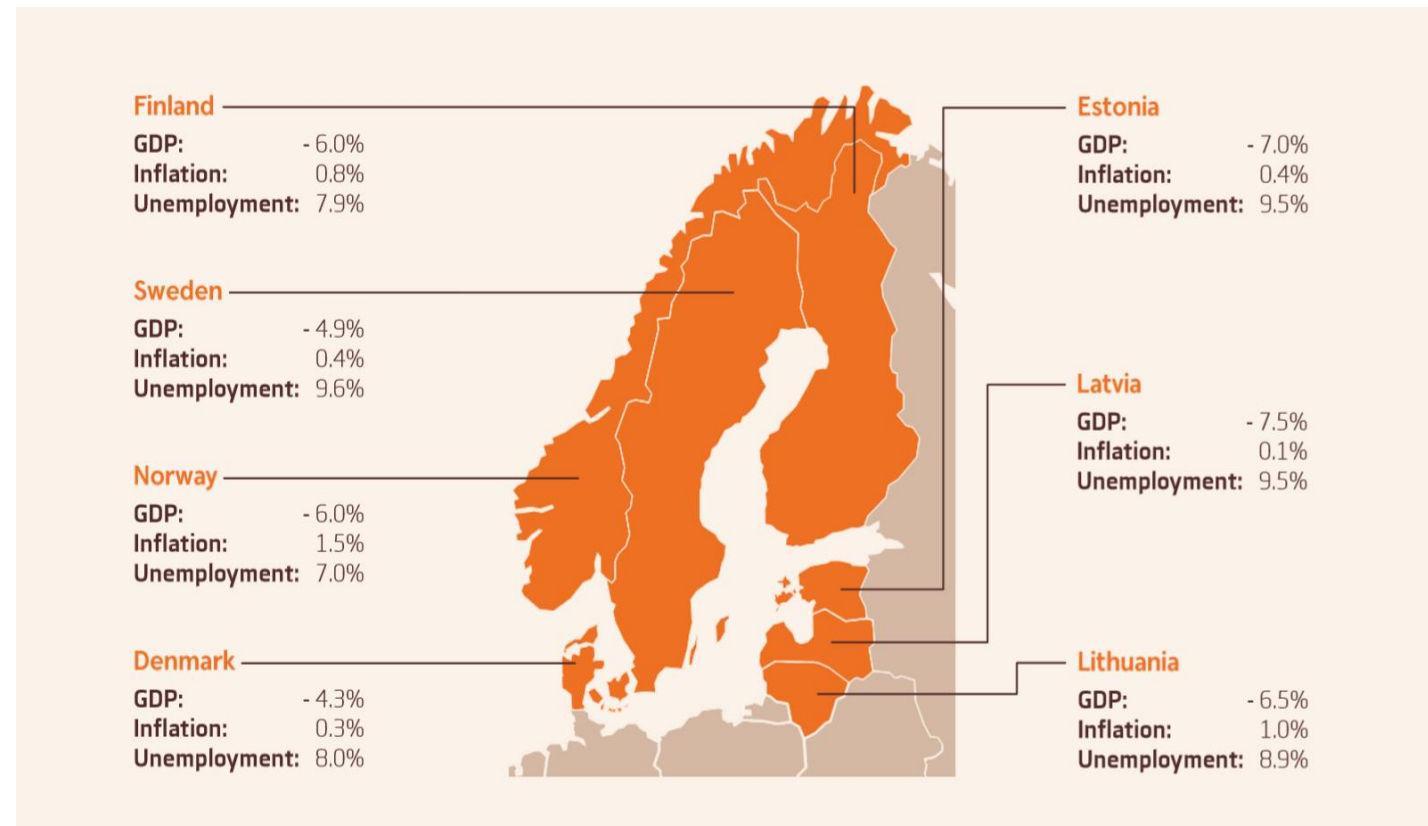 Finland
GDP: - 6.0%
Inflation: 0.8%
Unemployment: 7.9%
Sweden
GDP: - 4.9%
Inflation: 0.4%
Unemployment: 9.6%
Norway
GDP: - 6.0%
Inflation: 1.5%
Unemployment: 7.0%
Denmark
GDP: - 4.3%
Inflation: 0.3%
Unemployment: 8.0%
Estonia
GDP: - 7.0%
Inflation: 0.4%
Unemployment: 9.5%
Latvia
GDP: - 7.5%
Inflation: 0.1%
Unemployment: 9.5%
Lithuania
GDP: - 6.5%
Inflation: 1.0%
Unemployment: 8.9%